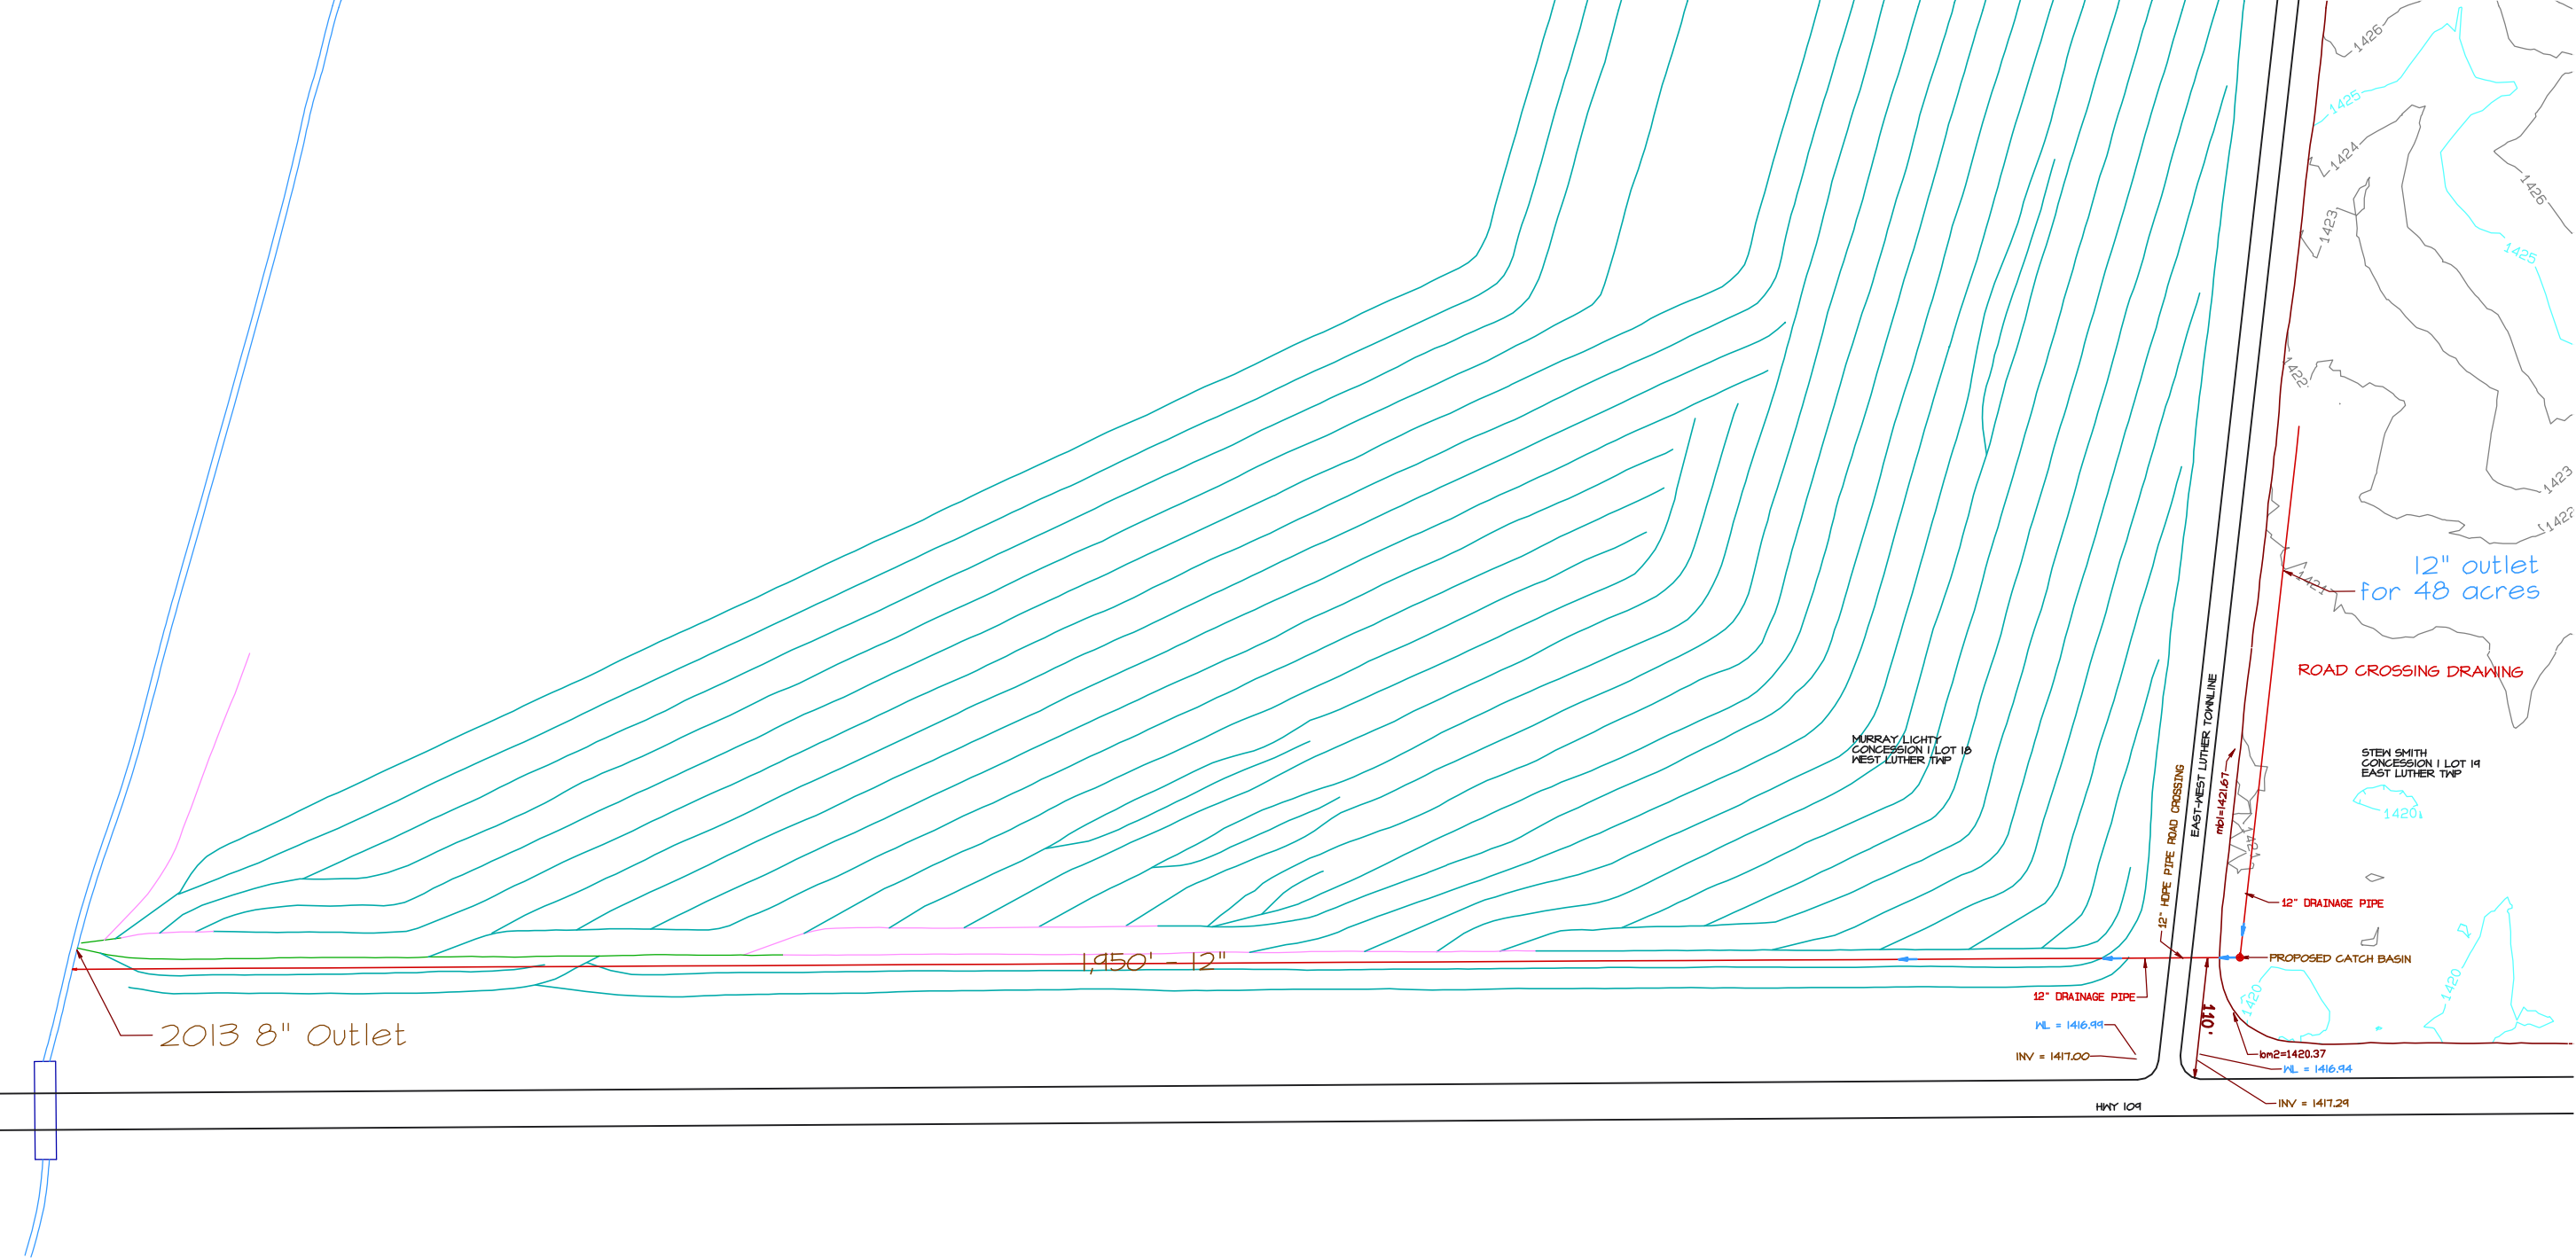 1426
1425
1424
1426
1423
1425
1422
1423
1422
12" outlet
for 48 acres
1421
ROAD CROSSING DRAWING
EAST-WEST LUTHER TOWNLINE
MURRAY LICHTY
CONCESSION 1 LOT 18
WEST LUTHER TWP
STEW SMITH
CONCESSION 1 LOT 19
EAST LUTHER TWP
12" HDPE PIPE ROAD CROSSING
bm1=1421.67
1420
1421
12" DRAINAGE PIPE
1,950' - 12"
PROPOSED CATCH BASIN
12" DRAINAGE PIPE
1420
1420
110'
2013 8" Outlet
WL = 1416.99
INV = 1417.00
bm2=1420.37
WL = 1416.94
INV = 1417.29
HWY 109